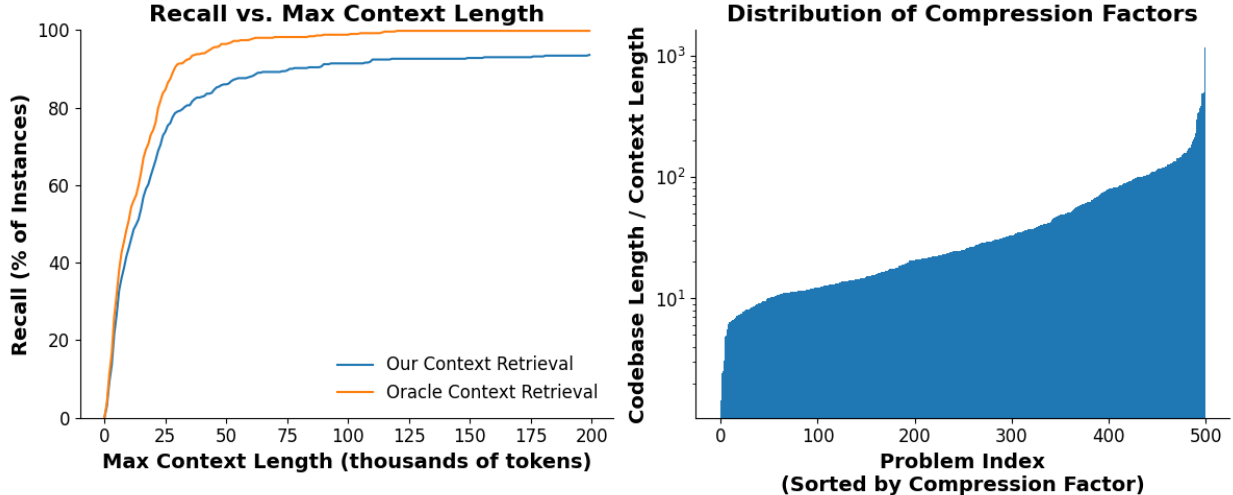 Recall vs. Max Context Length
Recall (% of Instances)
100
80
60
40
20
0
Our Context Retrieval
Oracle Context Retrieval
0 25 50 75 100 125 150 175 200
Max Context Length (thousands of tokens)
Distribution of Compression Factors
Codebase Length / Context Length
10³
10²
10¹
0 100 200 300 400 500
Problem Index
(Sorted by Compression Factor)